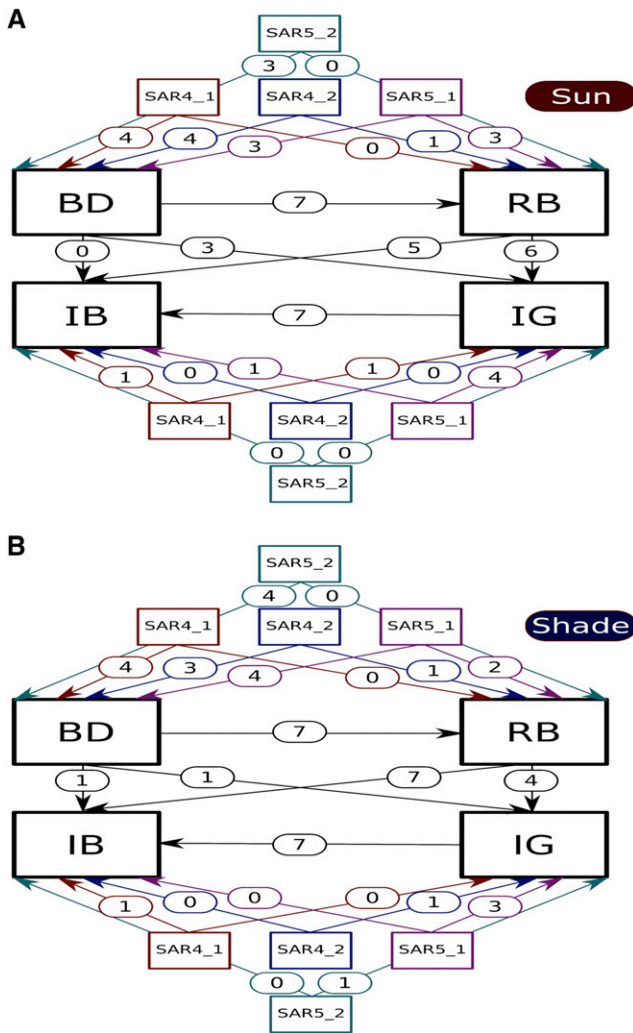 A
SAR5_2
3 0
SAR4_1 SAR4_2 SAR5_1 Sun
4 4 3 0 1 3
BD 7 RB
0 3 5 6
IB 7 IG
1 0 1 1 0 4
SAR4_1 SAR4_2 SAR5_1
0 0
SAR5_2
B
SAR5_2
4 0
SAR4_1 SAR4_2 SAR5_1 Shade
4 3 4 0 1 2
BD 7 RB
1 1 7 4
IB 7 IG
1 0 0 0 1 3
SAR4_1 SAR4_2 SAR5_1
0 1
SAR5_2